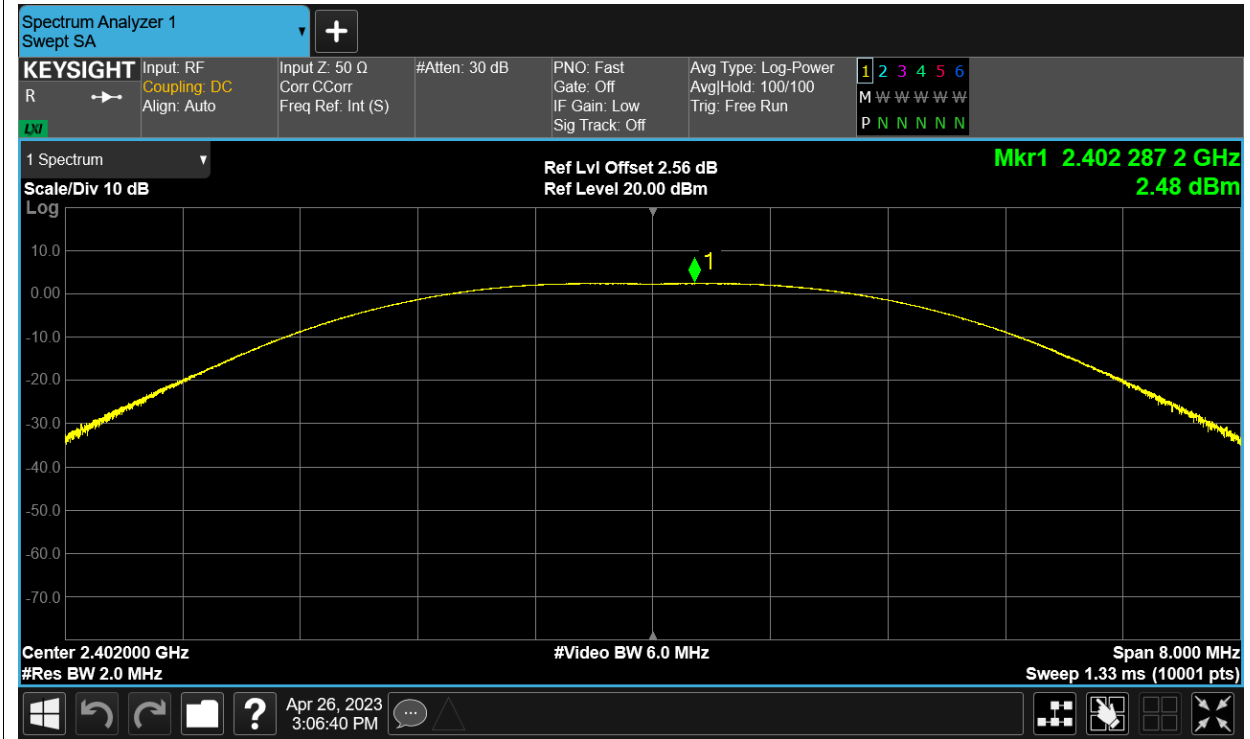 Spectrum Analyzer 1
Swept SA
KEYSIGHT
R
LXI
Input: RF
Coupling: DC
Align: Auto
Input Z: 50 Ω
Corr CCorr
Freq Ref: Int (S)
#Atten: 30 dB
PNO: Fast
Gate: Off
IF Gain: Low
Sig Track: Off
Avg Type: Log-Power
Avg|Hold: 100/100
Trig: Free Run
1 2 3 4 5 6
M W W W W W
P N N N N N
1 Spectrum
Scale/Div 10 dB
Log
Ref Lvl Offset 2.56 dB
Ref Level 20.00 dBm
Mkr1 2.402 287 2 GHz
2.48 dBm
1
10.0
0.00
-10.0
-20.0
-30.0
-40.0
-50.0
-60.0
-70.0
Center 2.402000 GHz
#Res BW 2.0 MHz
#Video BW 6.0 MHz
Span 8.000 MHz
Sweep 1.33 ms (10001 pts)
?
Apr 26, 2023
3:06:40 PM